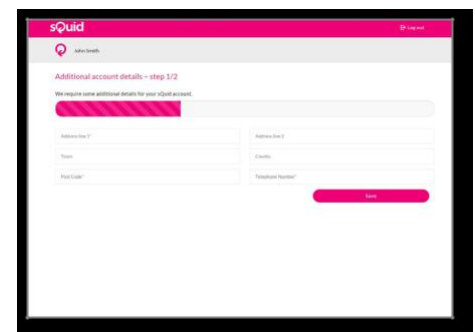 sQuid
Log out
John Smith
Additional account details – step 1/2
We require some additional details for your sQuid account.
Address line 1*
Address line 2
Town
County
Post Code*
Telephone Number*
Save